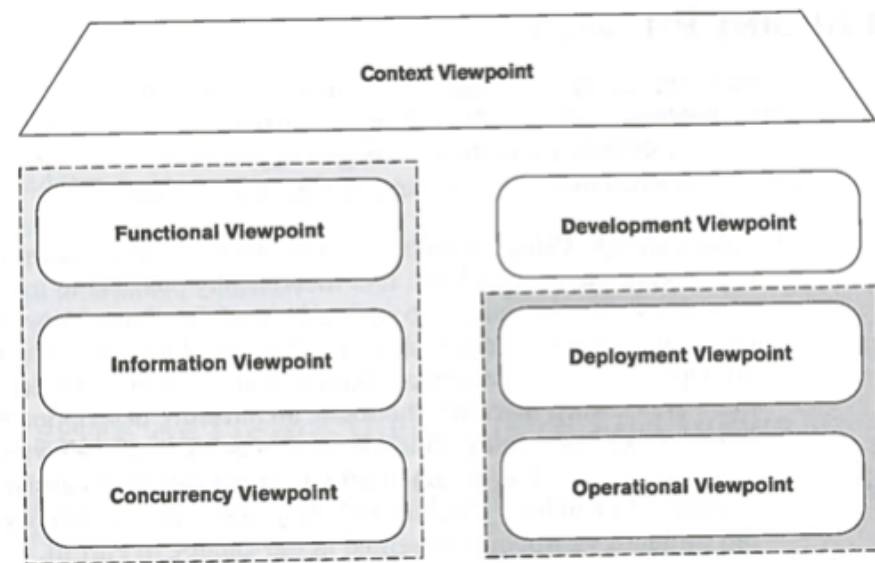 Context Viewpoint
Functional Viewpoint
Development Viewpoint
Information Viewpoint
Deployment Viewpoint
Concurrency Viewpoint
Operational Viewpoint